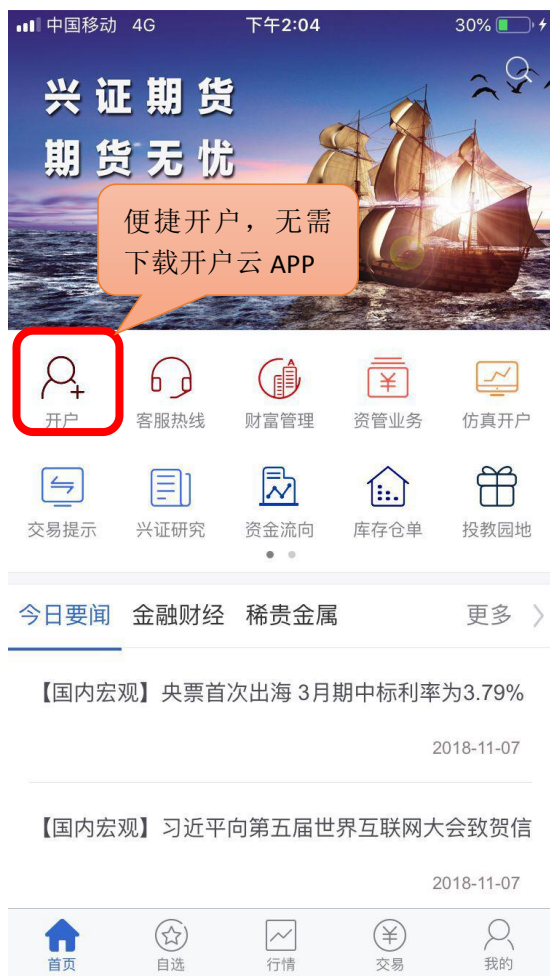 中国移动 4G 下午2:04 30%
兴证期货
期货无忧
便捷开户，无需
下载开户云 APP
开户 客服热线 财富管理 资管业务 仿真开户
交易提示 兴证研究 资金流向 库存仓单 投教园地
今日要闻 金融财经 稀贵金属 更多
【国内宏观】央票首次出海 3月期中标利率为3.79%
2018-11-07
【国内宏观】习近平向第五届世界互联网大会致贺信
2018-11-07
首页 自选 行情 交易 我的